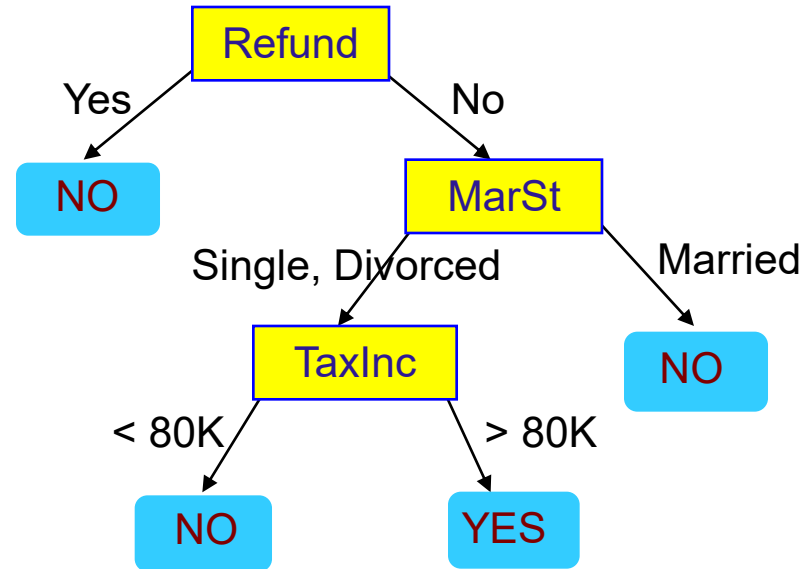 Refund
Yes
No
NO
MarSt
Single, Divorced
Married
TaxInc
NO
< 80K
> 80K
NO
YES